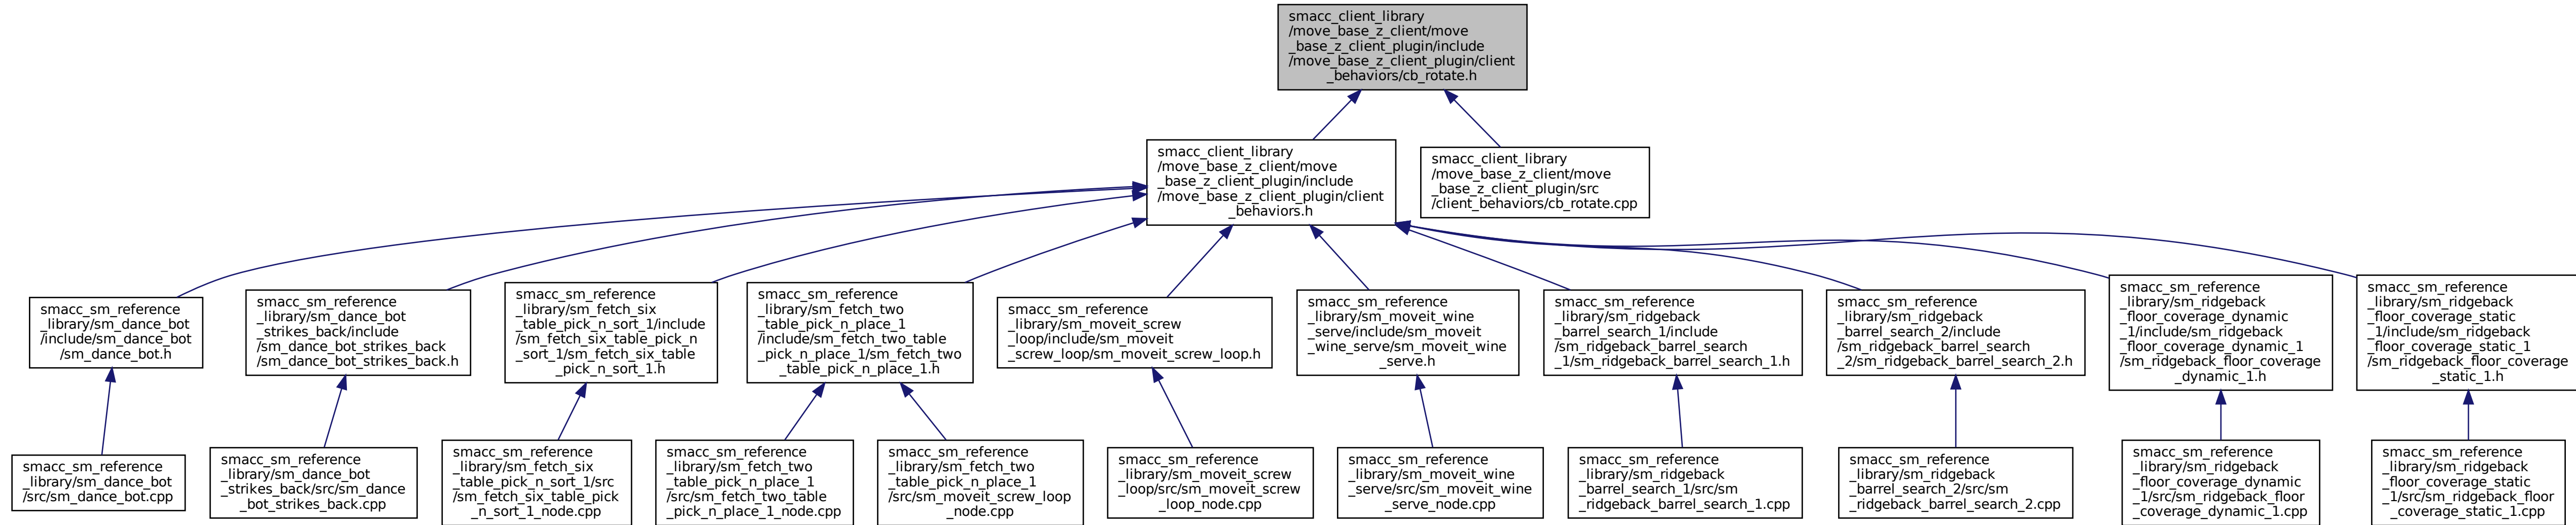 smacc_client_library
/move_base_z_client/move
_base_z_client_plugin/include
/move_base_z_client_plugin/client
_behaviors/cb_rotate.h
smacc_client_library
/move_base_z_client/move
_base_z_client_plugin/include
/move_base_z_client_plugin/client
_behaviors.h
smacc_client_library
/move_base_z_client/move
_base_z_client_plugin/src
/client_behaviors/cb_rotate.cpp
smacc_sm_reference
_library/sm_dance_bot
/include/sm_dance_bot
/sm_dance_bot.h
smacc_sm_reference
_library/sm_dance_bot
_strikes_back/include
/sm_dance_bot_strikes_back
/sm_dance_bot_strikes_back.h
smacc_sm_reference
_library/sm_fetch_six
_table_pick_n_sort_1/include
/sm_fetch_six_table_pick_n
_sort_1/sm_fetch_six_table
_pick_n_sort_1.h
smacc_sm_reference
_library/sm_fetch_two
_table_pick_n_place_1
/include/sm_fetch_two_table
_pick_n_place_1/sm_fetch_two
_table_pick_n_place_1.h
smacc_sm_reference
_library/sm_moveit_screw
_loop/include/sm_moveit
_screw_loop/sm_moveit_screw_loop.h
smacc_sm_reference
_library/sm_moveit_wine
_serve/include/sm_moveit
_wine_serve/sm_moveit_wine
_serve.h
smacc_sm_reference
_library/sm_ridgeback
_barrel_search_1/include
/sm_ridgeback_barrel_search
_1/sm_ridgeback_barrel_search_1.h
smacc_sm_reference
_library/sm_ridgeback
_barrel_search_2/include
/sm_ridgeback_barrel_search
_2/sm_ridgeback_barrel_search_2.h
smacc_sm_reference
_library/sm_ridgeback
_floor_coverage_dynamic
_1/include/sm_ridgeback
_floor_coverage_dynamic_1
/sm_ridgeback_floor_coverage
_dynamic_1.h
smacc_sm_reference
_library/sm_ridgeback
_floor_coverage_static
_1/include/sm_ridgeback
_floor_coverage_static_1
/sm_ridgeback_floor_coverage
_static_1.h
smacc_sm_reference
_library/sm_dance_bot
/src/sm_dance_bot.cpp
smacc_sm_reference
_library/sm_dance_bot
_strikes_back/src/sm_dance
_bot_strikes_back.cpp
smacc_sm_reference
_library/sm_fetch_six
_table_pick_n_sort_1/src
/sm_fetch_six_table_pick
_n_sort_1_node.cpp
smacc_sm_reference
_library/sm_fetch_two
_table_pick_n_place_1
/src/sm_fetch_two_table
_pick_n_place_1_node.cpp
smacc_sm_reference
_library/sm_fetch_two
_table_pick_n_place_1
/src/sm_moveit_screw_loop
_node.cpp
smacc_sm_reference
_library/sm_moveit_screw
_loop/src/sm_moveit_screw
_loop_node.cpp
smacc_sm_reference
_library/sm_moveit_wine
_serve/src/sm_moveit_wine
_serve_node.cpp
smacc_sm_reference
_library/sm_ridgeback
_barrel_search_1/src/sm
_ridgeback_barrel_search_1.cpp
smacc_sm_reference
_library/sm_ridgeback
_barrel_search_2/src/sm
_ridgeback_barrel_search_2.cpp
smacc_sm_reference
_library/sm_ridgeback
_floor_coverage_dynamic
_1/src/sm_ridgeback_floor
_coverage_dynamic_1.cpp
smacc_sm_reference
_library/sm_ridgeback
_floor_coverage_static
_1/src/sm_ridgeback_floor
_coverage_static_1.cpp